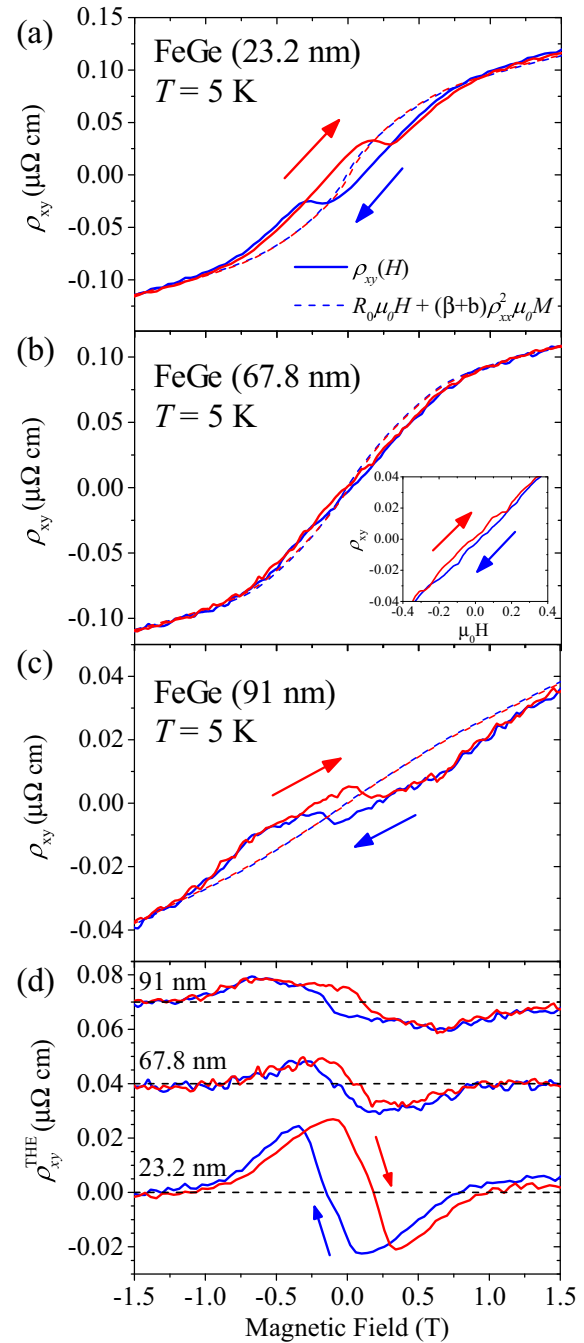 (a)
FeGe (23.2 nm)
T = 5 K
0.15
0.10
0.05
0.00
-0.05
-0.10
ρxy (μΩ cm)
ρxy(H)
R0μ0H + (β+b)ρ²xxμ0M
(b)
FeGe (67.8 nm)
T = 5 K
0.10
0.05
0.00
-0.05
-0.10
ρxy (μΩ cm)
0.04
0.02
0.00
-0.02
-0.04
ρxy
-0.4 -0.2 0.0 0.2 0.4
μ0H
(c)
FeGe (91 nm)
T = 5 K
0.04
0.02
0.00
-0.02
-0.04
ρxy (μΩ cm)
(d)
0.08
0.06
0.04
0.02
0.00
-0.02
ρxyTHE (μΩ cm)
91 nm
67.8 nm
23.2 nm
-1.5 -1.0 -0.5 0.0 0.5 1.0 1.5
Magnetic Field (T)